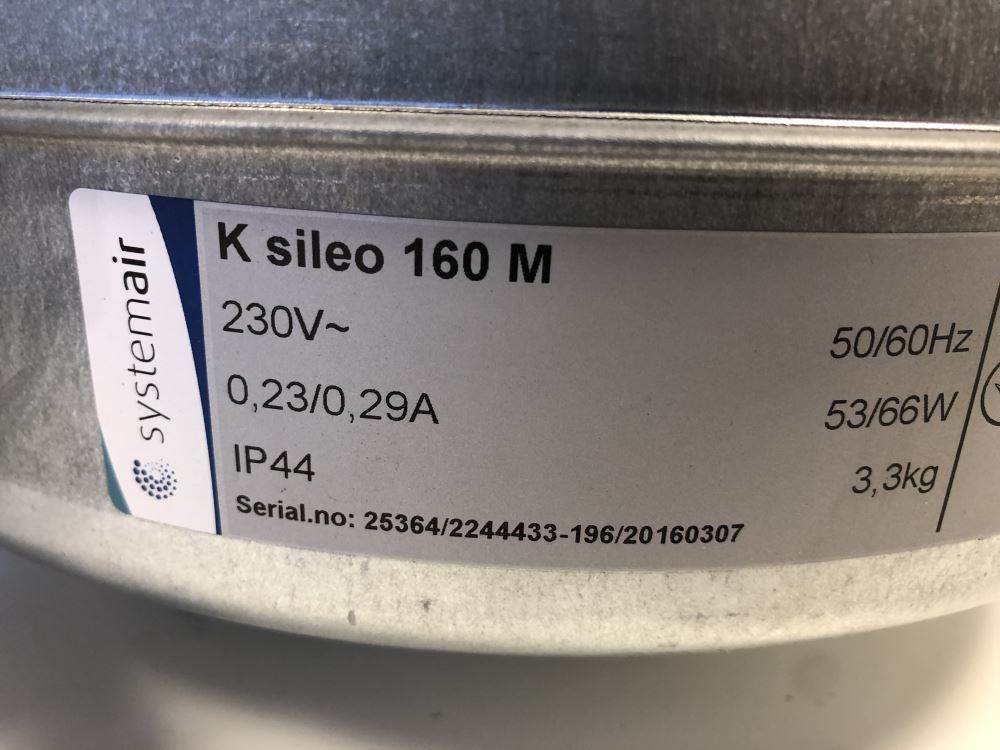 systemair
K sileo 160 M
230V~ 50/60Hz
0,23/0,29A 53/66W
IP44 3,3kg
Serial.no: 25364/2244433-196/20160307